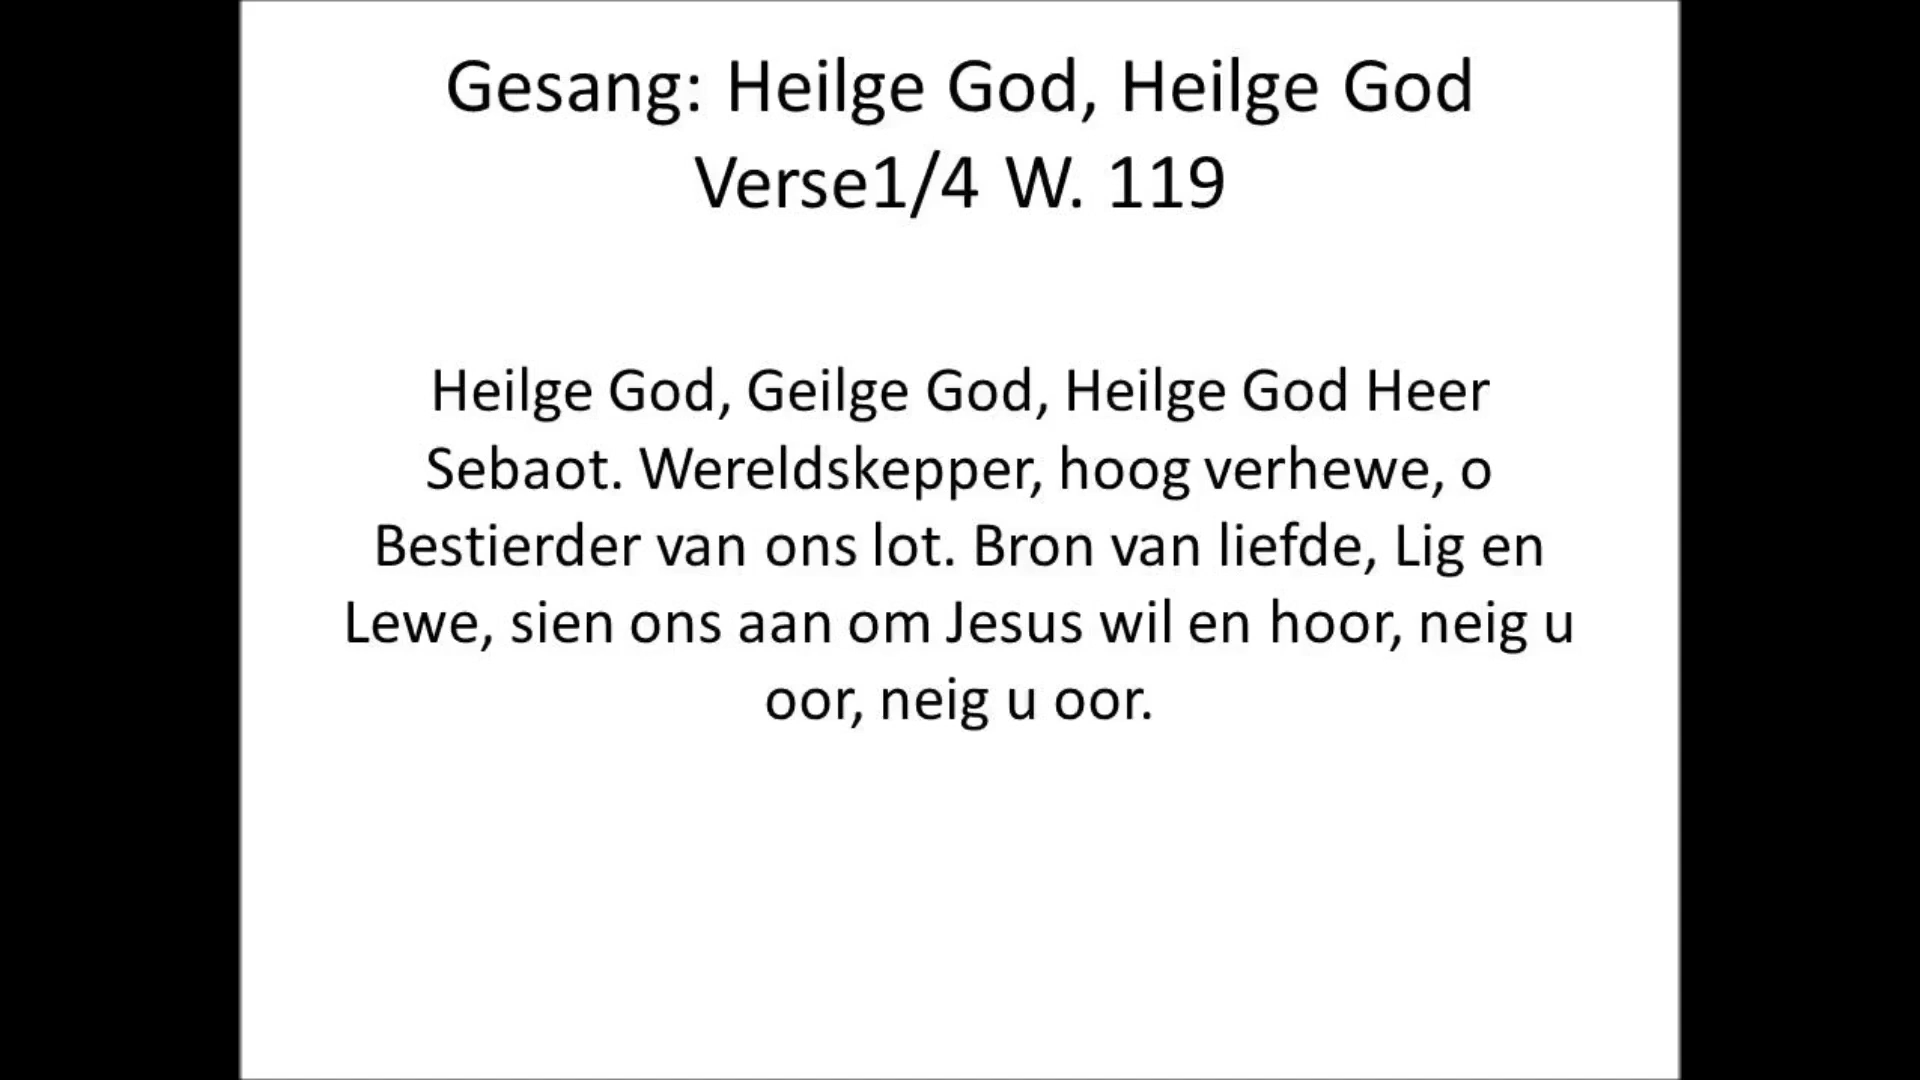 Gesang: Heilge God, Heilge God
Verse1/4 W. 119
Heilge God, Geilge God, Heilge God Heer
Sebaot. Wereldskepper, hoog verhewe, o
Bestierder van ons lot. Bron van liefde, Lig en
Lewe, sien ons aan om Jesus wil en hoor, neig u
oor, neig u oor.